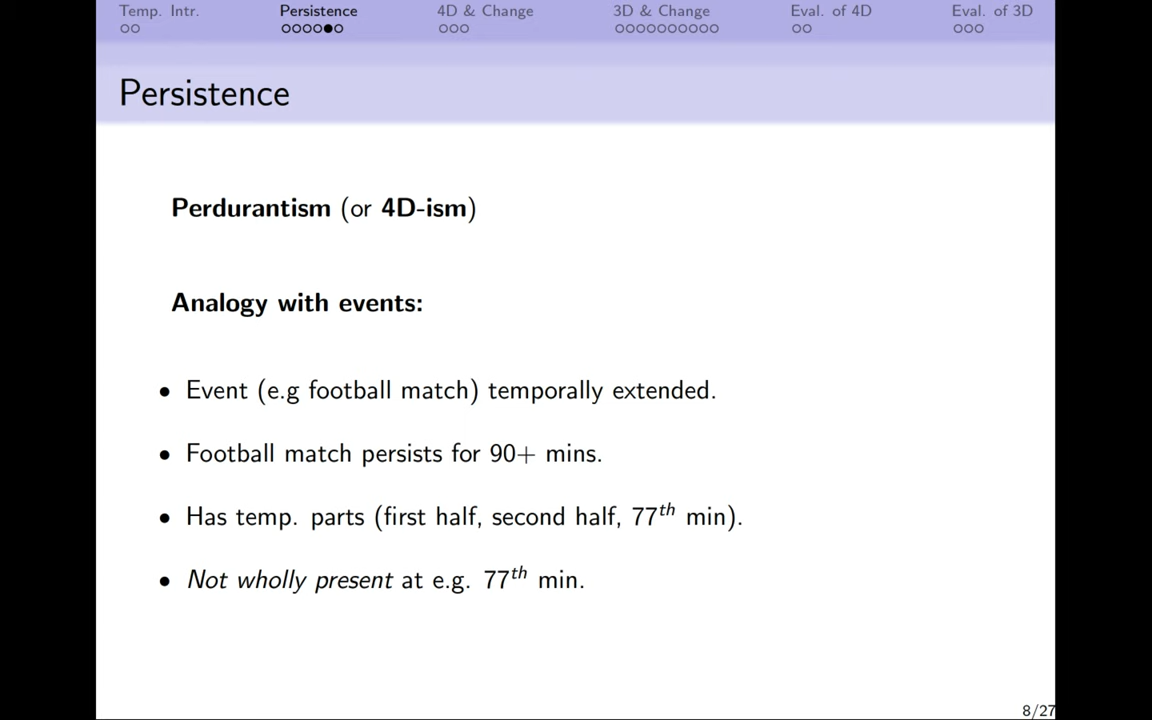 Temp. Intr. Persistence 4D & Change 3D & Change Eval. of 4D Eval. of 3D
Persistence
Perdurantism (or 4D-ism)
Analogy with events:
• Event (e.g football match) temporally extended.
• Football match persists for 90+ mins.
• Has temp. parts (first half, second half, 77th min).
• Not wholly present at e.g. 77th min.
8/27